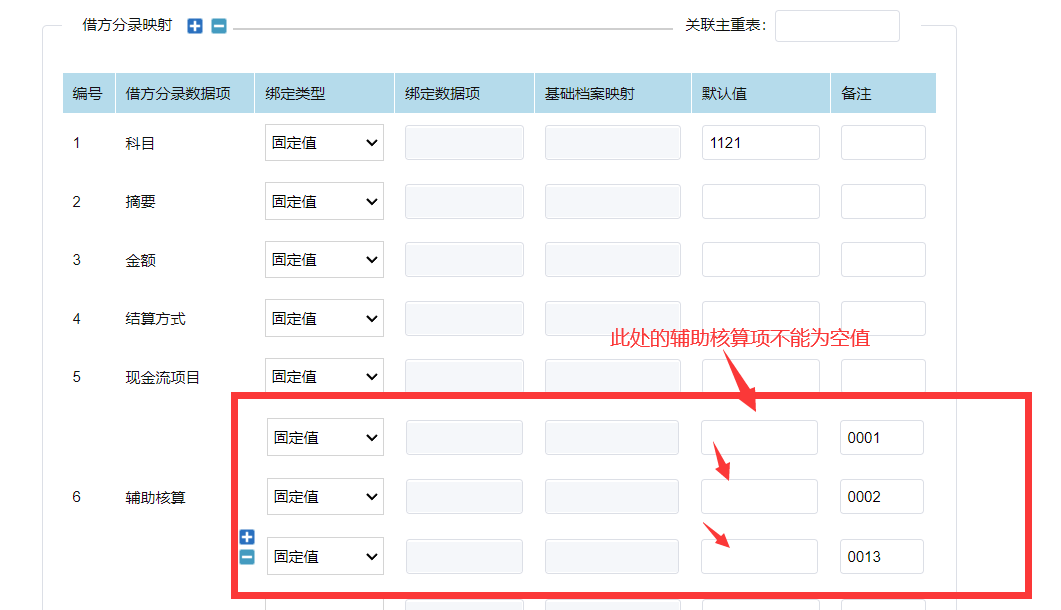 借方分录映射 关联主重表:
编号 借方分录数据项 绑定类型 绑定数据项 基础档案映射 默认值 备注
1 科目 固定值 1121
2 摘要 固定值
3 金额 固定值
4 结算方式 固定值
此处的辅助核算项不能为空值
5 现金流项目 固定值
固定值 0001
6 辅助核算 固定值 0002
固定值 0013